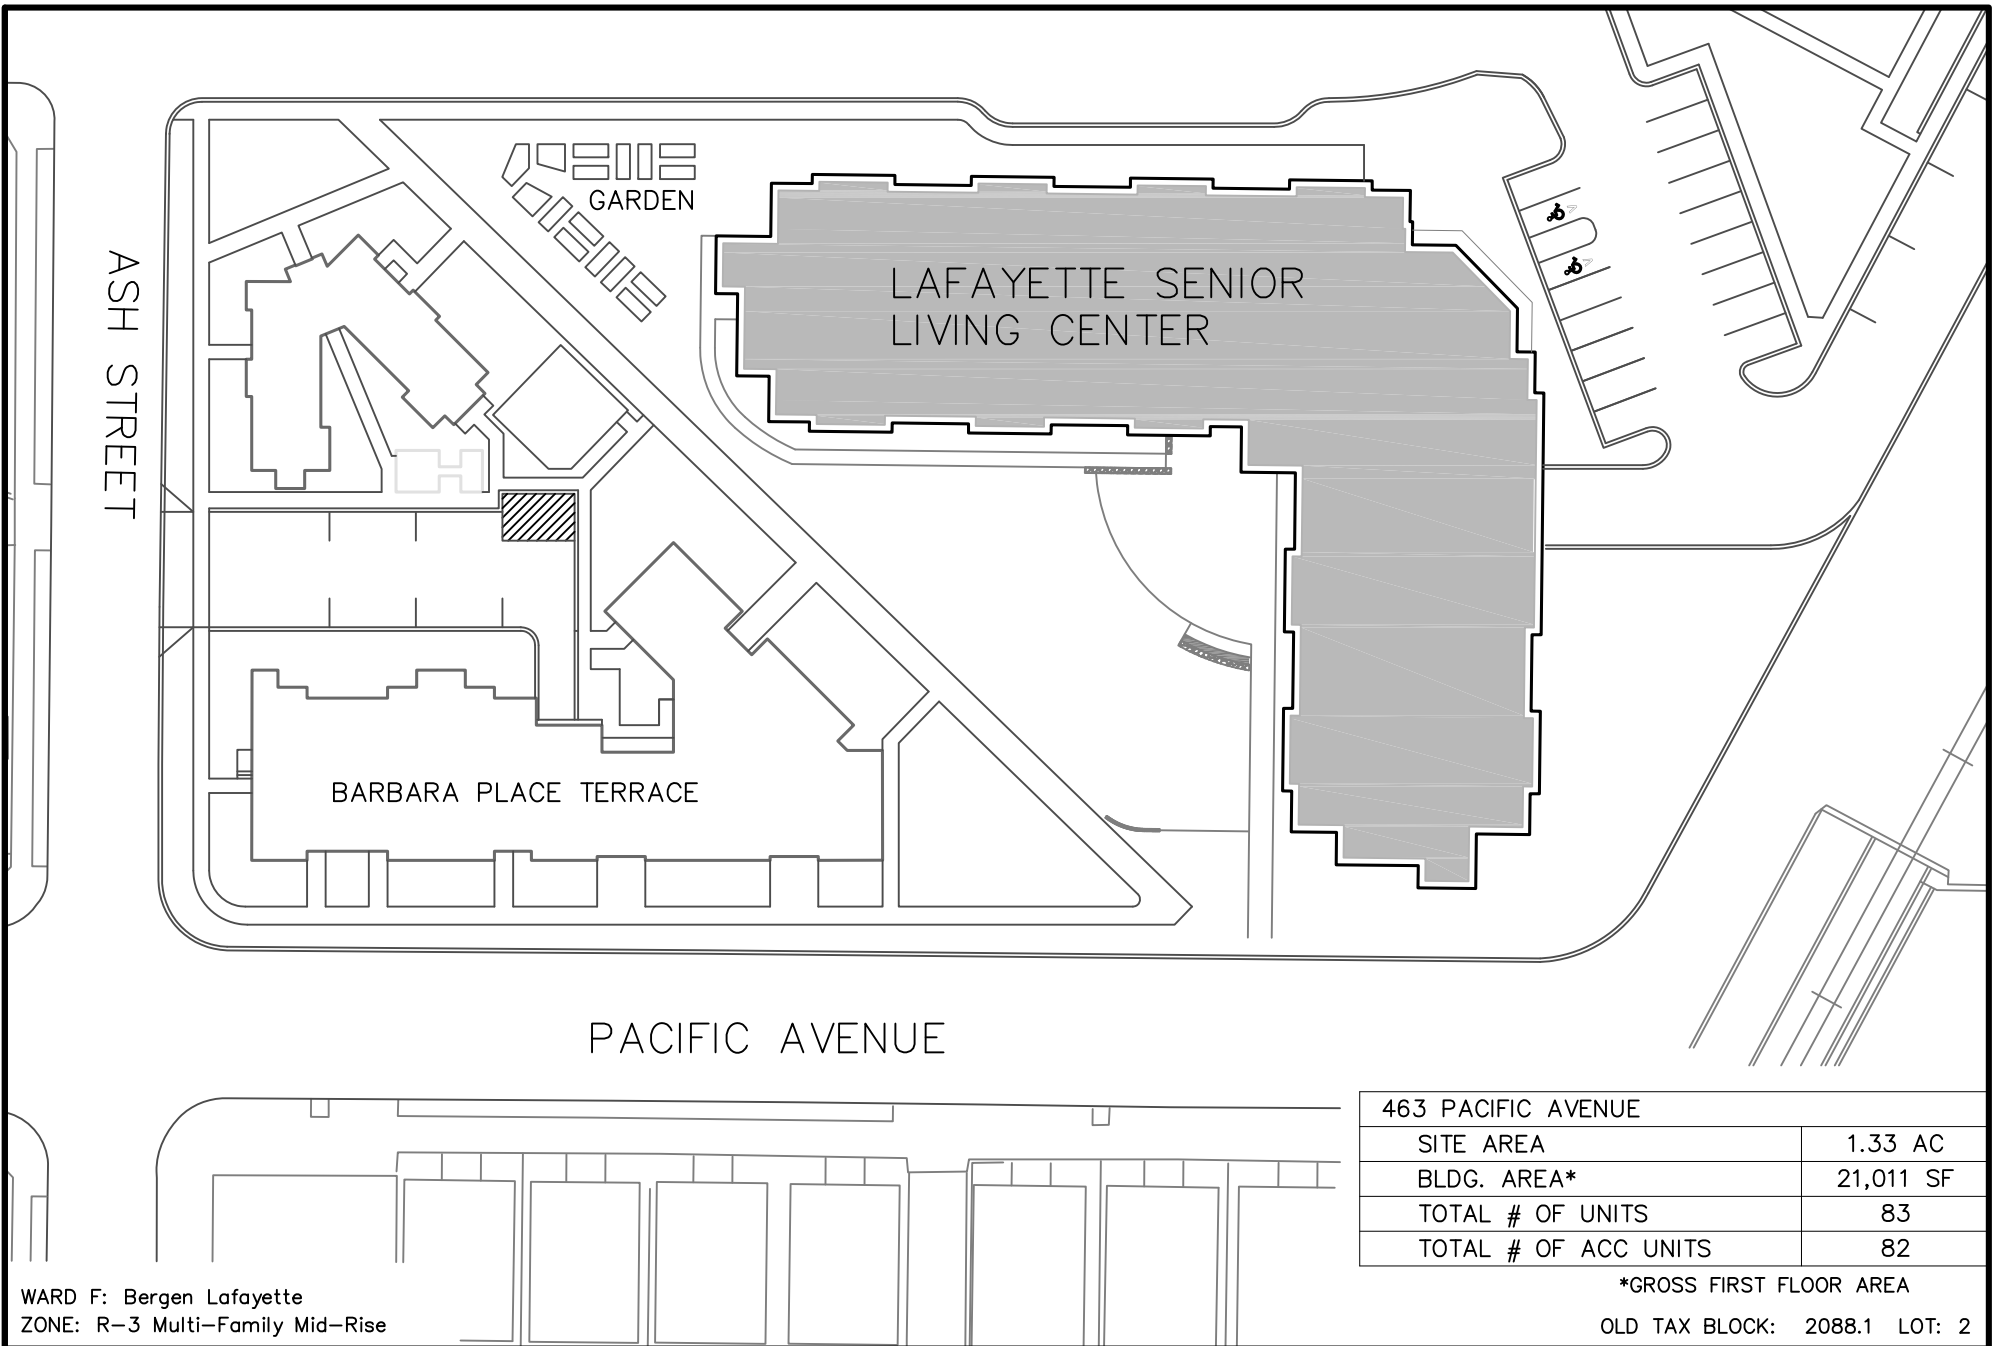 GARDEN
LAFAYETTE SENIOR
LIVING CENTER
ASH STREET
BARBARA PLACE TERRACE
PACIFIC AVENUE
463 PACIFIC AVENUE
SITE AREA 1.33 AC
BLDG. AREA* 21,011 SF
TOTAL # OF UNITS 83
TOTAL # OF ACC UNITS 82
*GROSS FIRST FLOOR AREA
WARD F: Bergen Lafayette
ZONE: R-3 Multi-Family Mid-Rise
OLD TAX BLOCK: 2088.1 LOT: 2